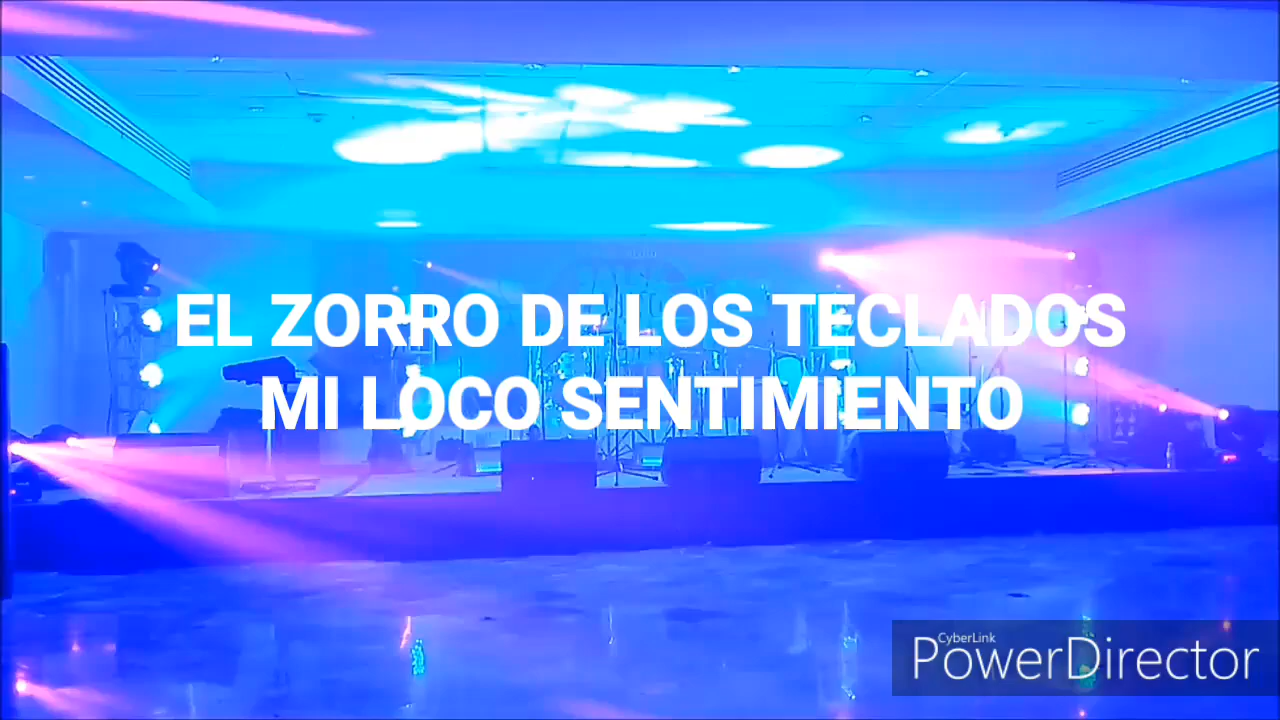 EL ZORRO DE LOS TECLADOS
MI LOCO SENTIMIENTO
CyberLink
PowerDirector